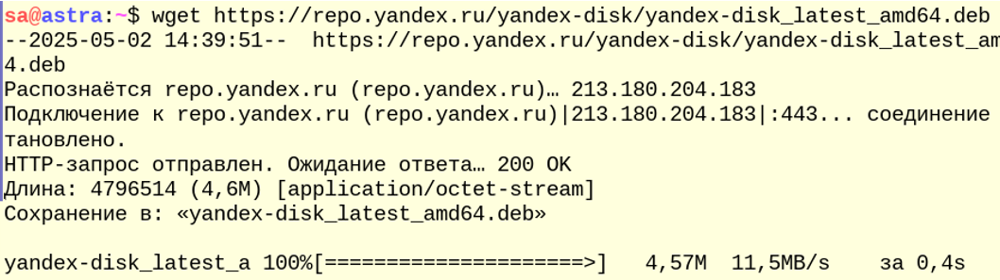 sa@astra:~$ wget https://repo.yandex.ru/yandex-disk/yandex-disk_latest_amd64.deb
--2025-05-02 14:39:51--  https://repo.yandex.ru/yandex-disk/yandex-disk_latest_am
4.deb
Распознаётся repo.yandex.ru (repo.yandex.ru)… 213.180.204.183
Подключение к repo.yandex.ru (repo.yandex.ru)|213.180.204.183|:443... соединение
тановлено.
HTTP-запрос отправлен. Ожидание ответа… 200 OK
Длина: 4796514 (4,6M) [application/octet-stream]
Сохранение в: «yandex-disk_latest_amd64.deb»
yandex-disk_latest_a 100%[=====================>]   4,57M  11,5MB/s    за 0,4s